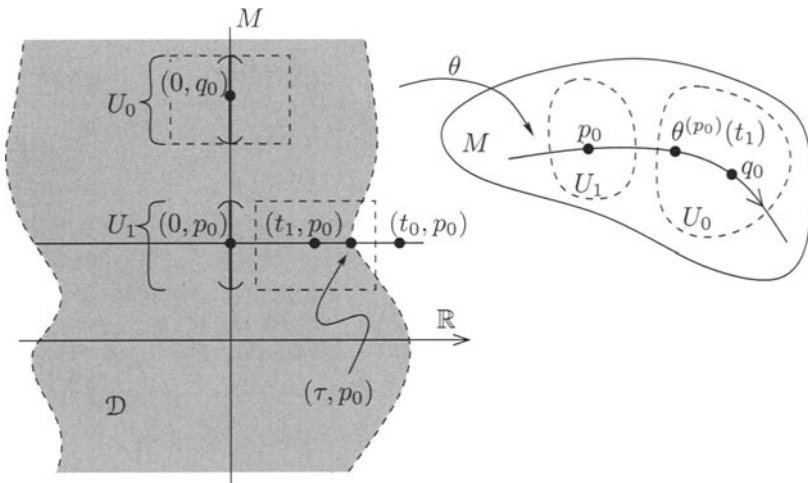 M
U₀ (0, q₀)
U₁ (0, p₀) (t₁, p₀) (t₀, p₀)
ℝ
(τ, p₀)
𝒟
θ
M p₀ θ⁽ᵖ⁰⁾(t₁)
q₀
U₁
U₀